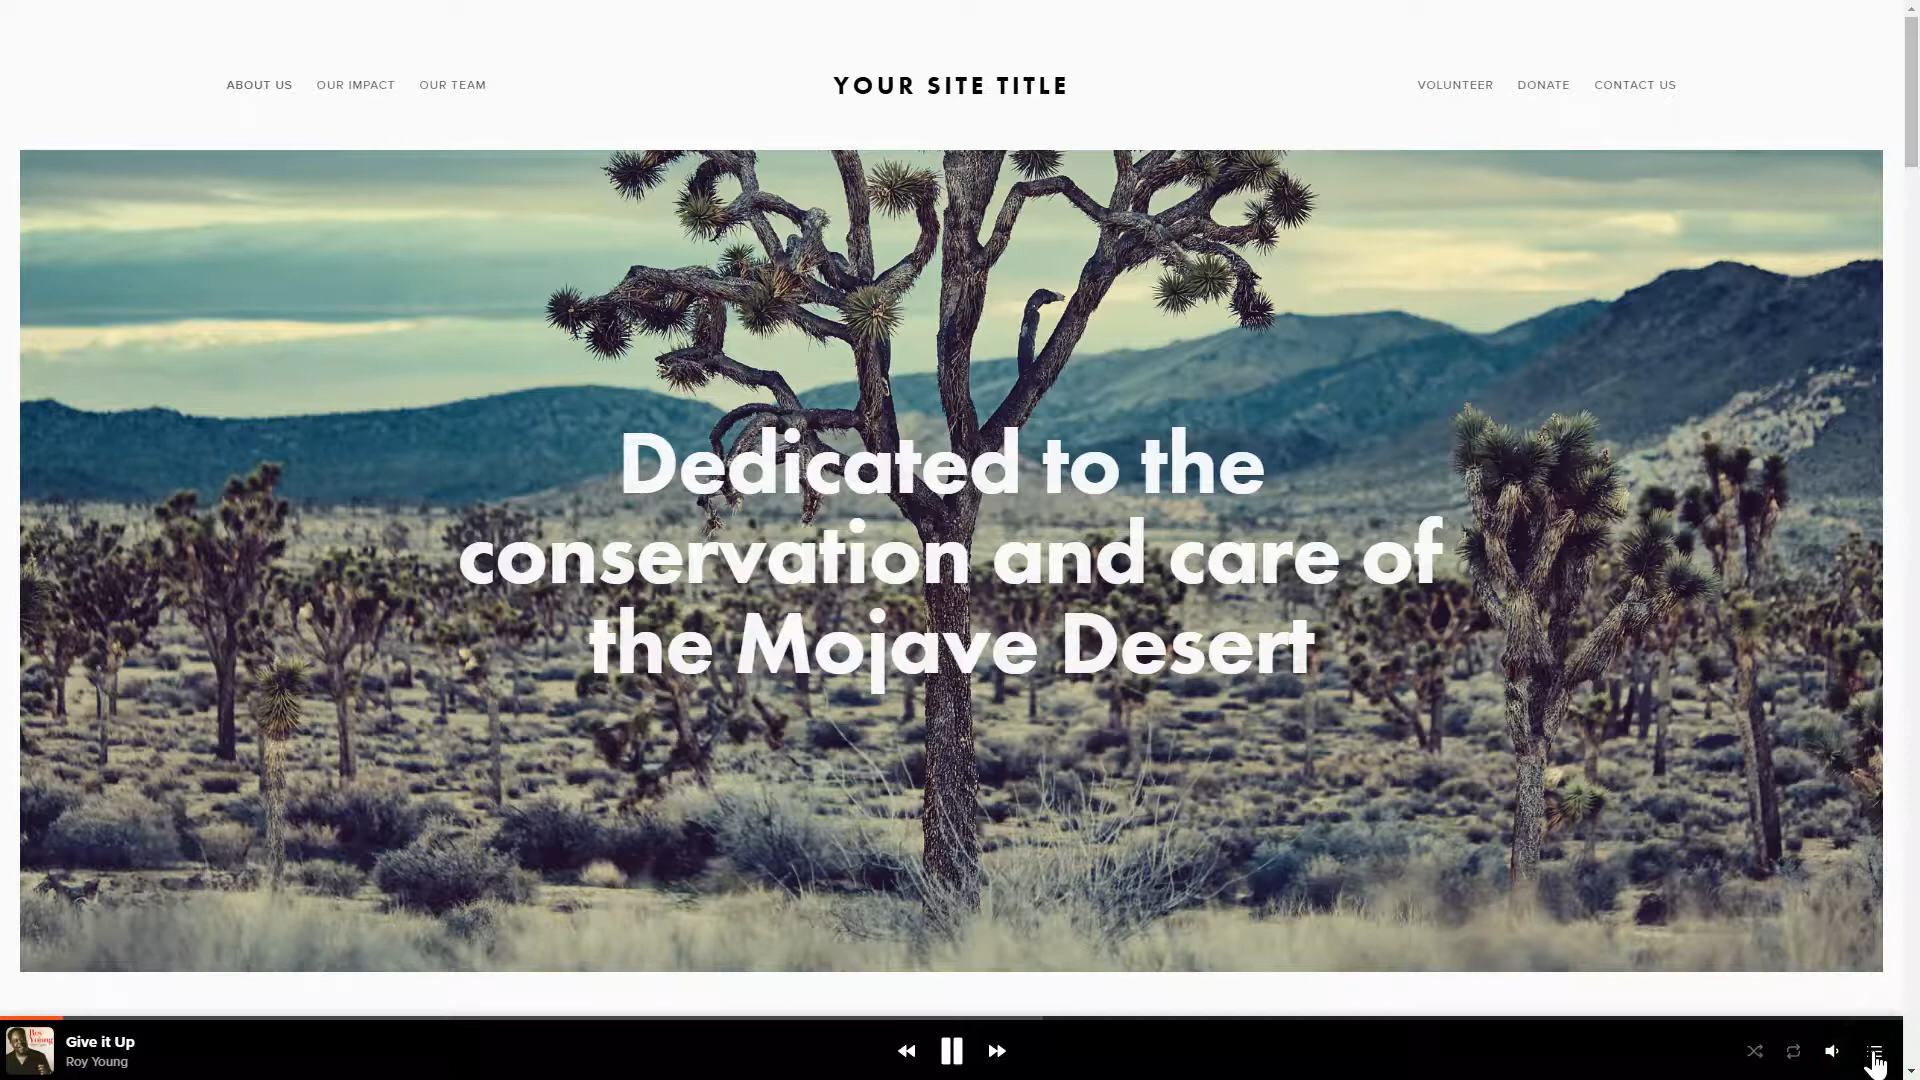 ABOUT US OUR IMPACT OUR TEAM YOUR SITE TITLE VOLUNTEER DONATE CONTACT US
Dedicated to the
conservation and care of
the Mojave Desert
Give it Up
Roy Young